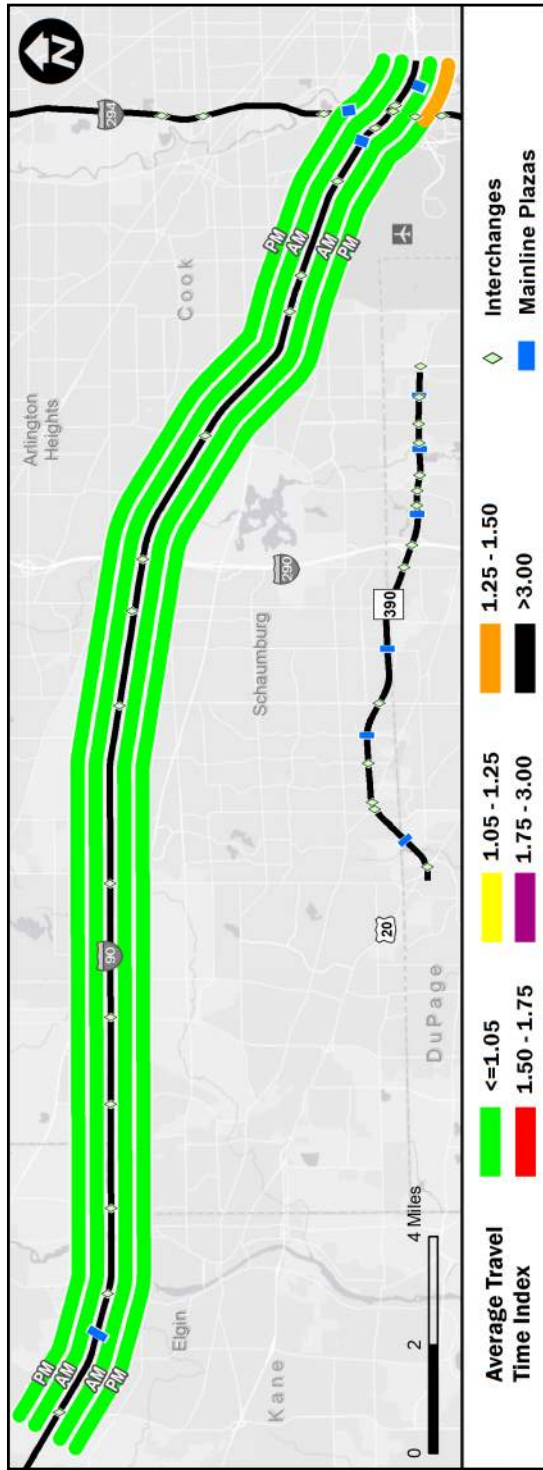 N
294
PM
AM
AM
PM
Cook
Arlington
Heights
290
Schaumburg
390
90
20
DuPage
Elgin
Kane
PM
AM
AM
PM
0 2 4 Miles
Average Travel
Time Index
<=1.05
1.05 - 1.25
1.25 - 1.50
Interchanges
1.50 - 1.75
1.75 - 3.00
>3.00
Mainline Plazas